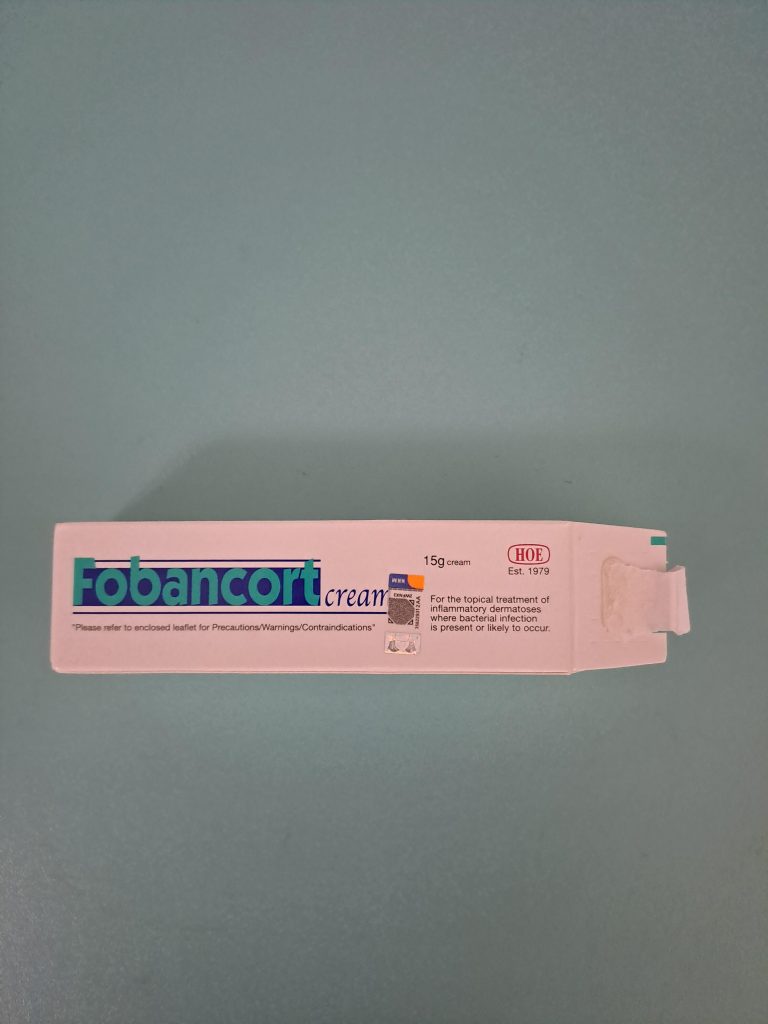 Fobancort cream
"Please refer to enclosed leaflet for Precautions/Warnings/Contraindications"
15g cream
HOE
Est. 1979
For the topical treatment of
inflammatory dermatoses
where bacterial infection
is present or likely to occur.